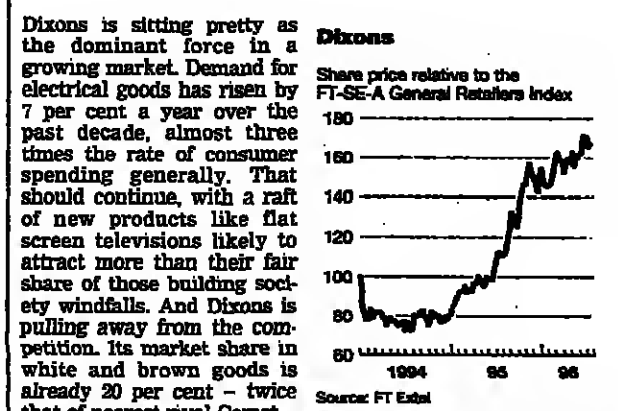 Dixons is sitting pretty as
the dominant force in a
growing market. Demand for
electrical goods has risen by
7 per cent a year over the
past decade, almost three
times the rate of consumer
spending generally. That
should continue, with a raft
of new products like flat
screen televisions likely to
attract more than their fair
share of those building soci-
ety windfalls. And Dixons is
pulling away from the com-
petition. Its market share in
white and brown goods is
already 20 per cent – twice
that of nearest rival Comet
Dixons
Share price relative to the
FT-SE-A General Retailers Index
180
160
140
120
100
80
60
1994 95 96
Source: FT Extel